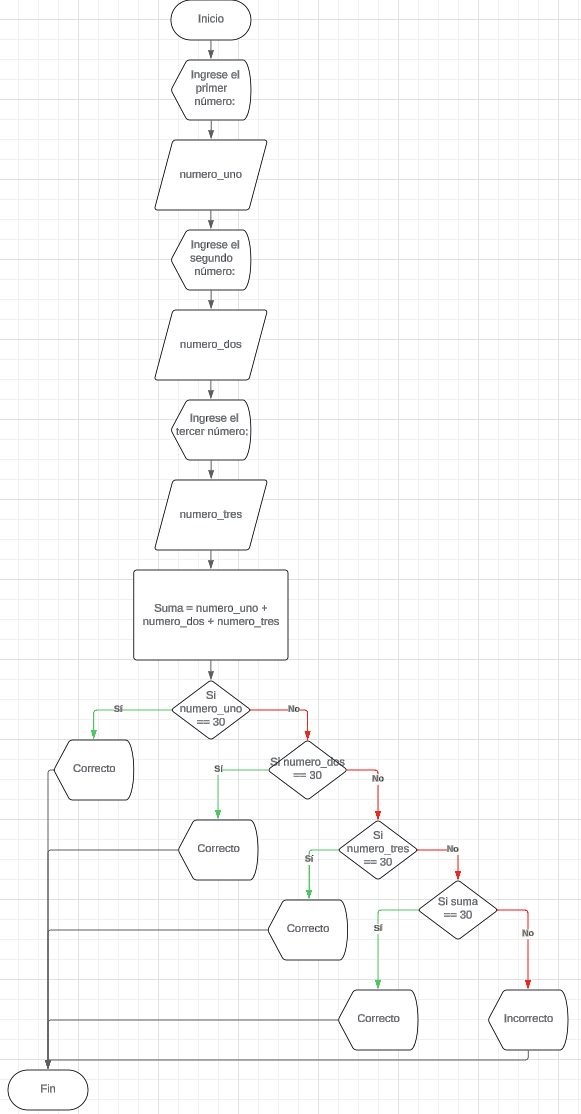 Inicio
Ingrese el
primer
número:
numero_uno
Ingrese el
segundo
número:
numero_dos
Ingrese el
tercer número:
numero_tres
Suma = numero_uno +
numero_dos + numero_tres
Si
numero_uno
== 30
Sí
No
Correcto
Si numero_dos
== 30
Sí
No
Correcto
Si
numero_tres
== 30
Sí
No
Correcto
Si suma
== 30
Sí
No
Correcto
Incorrecto
Fin